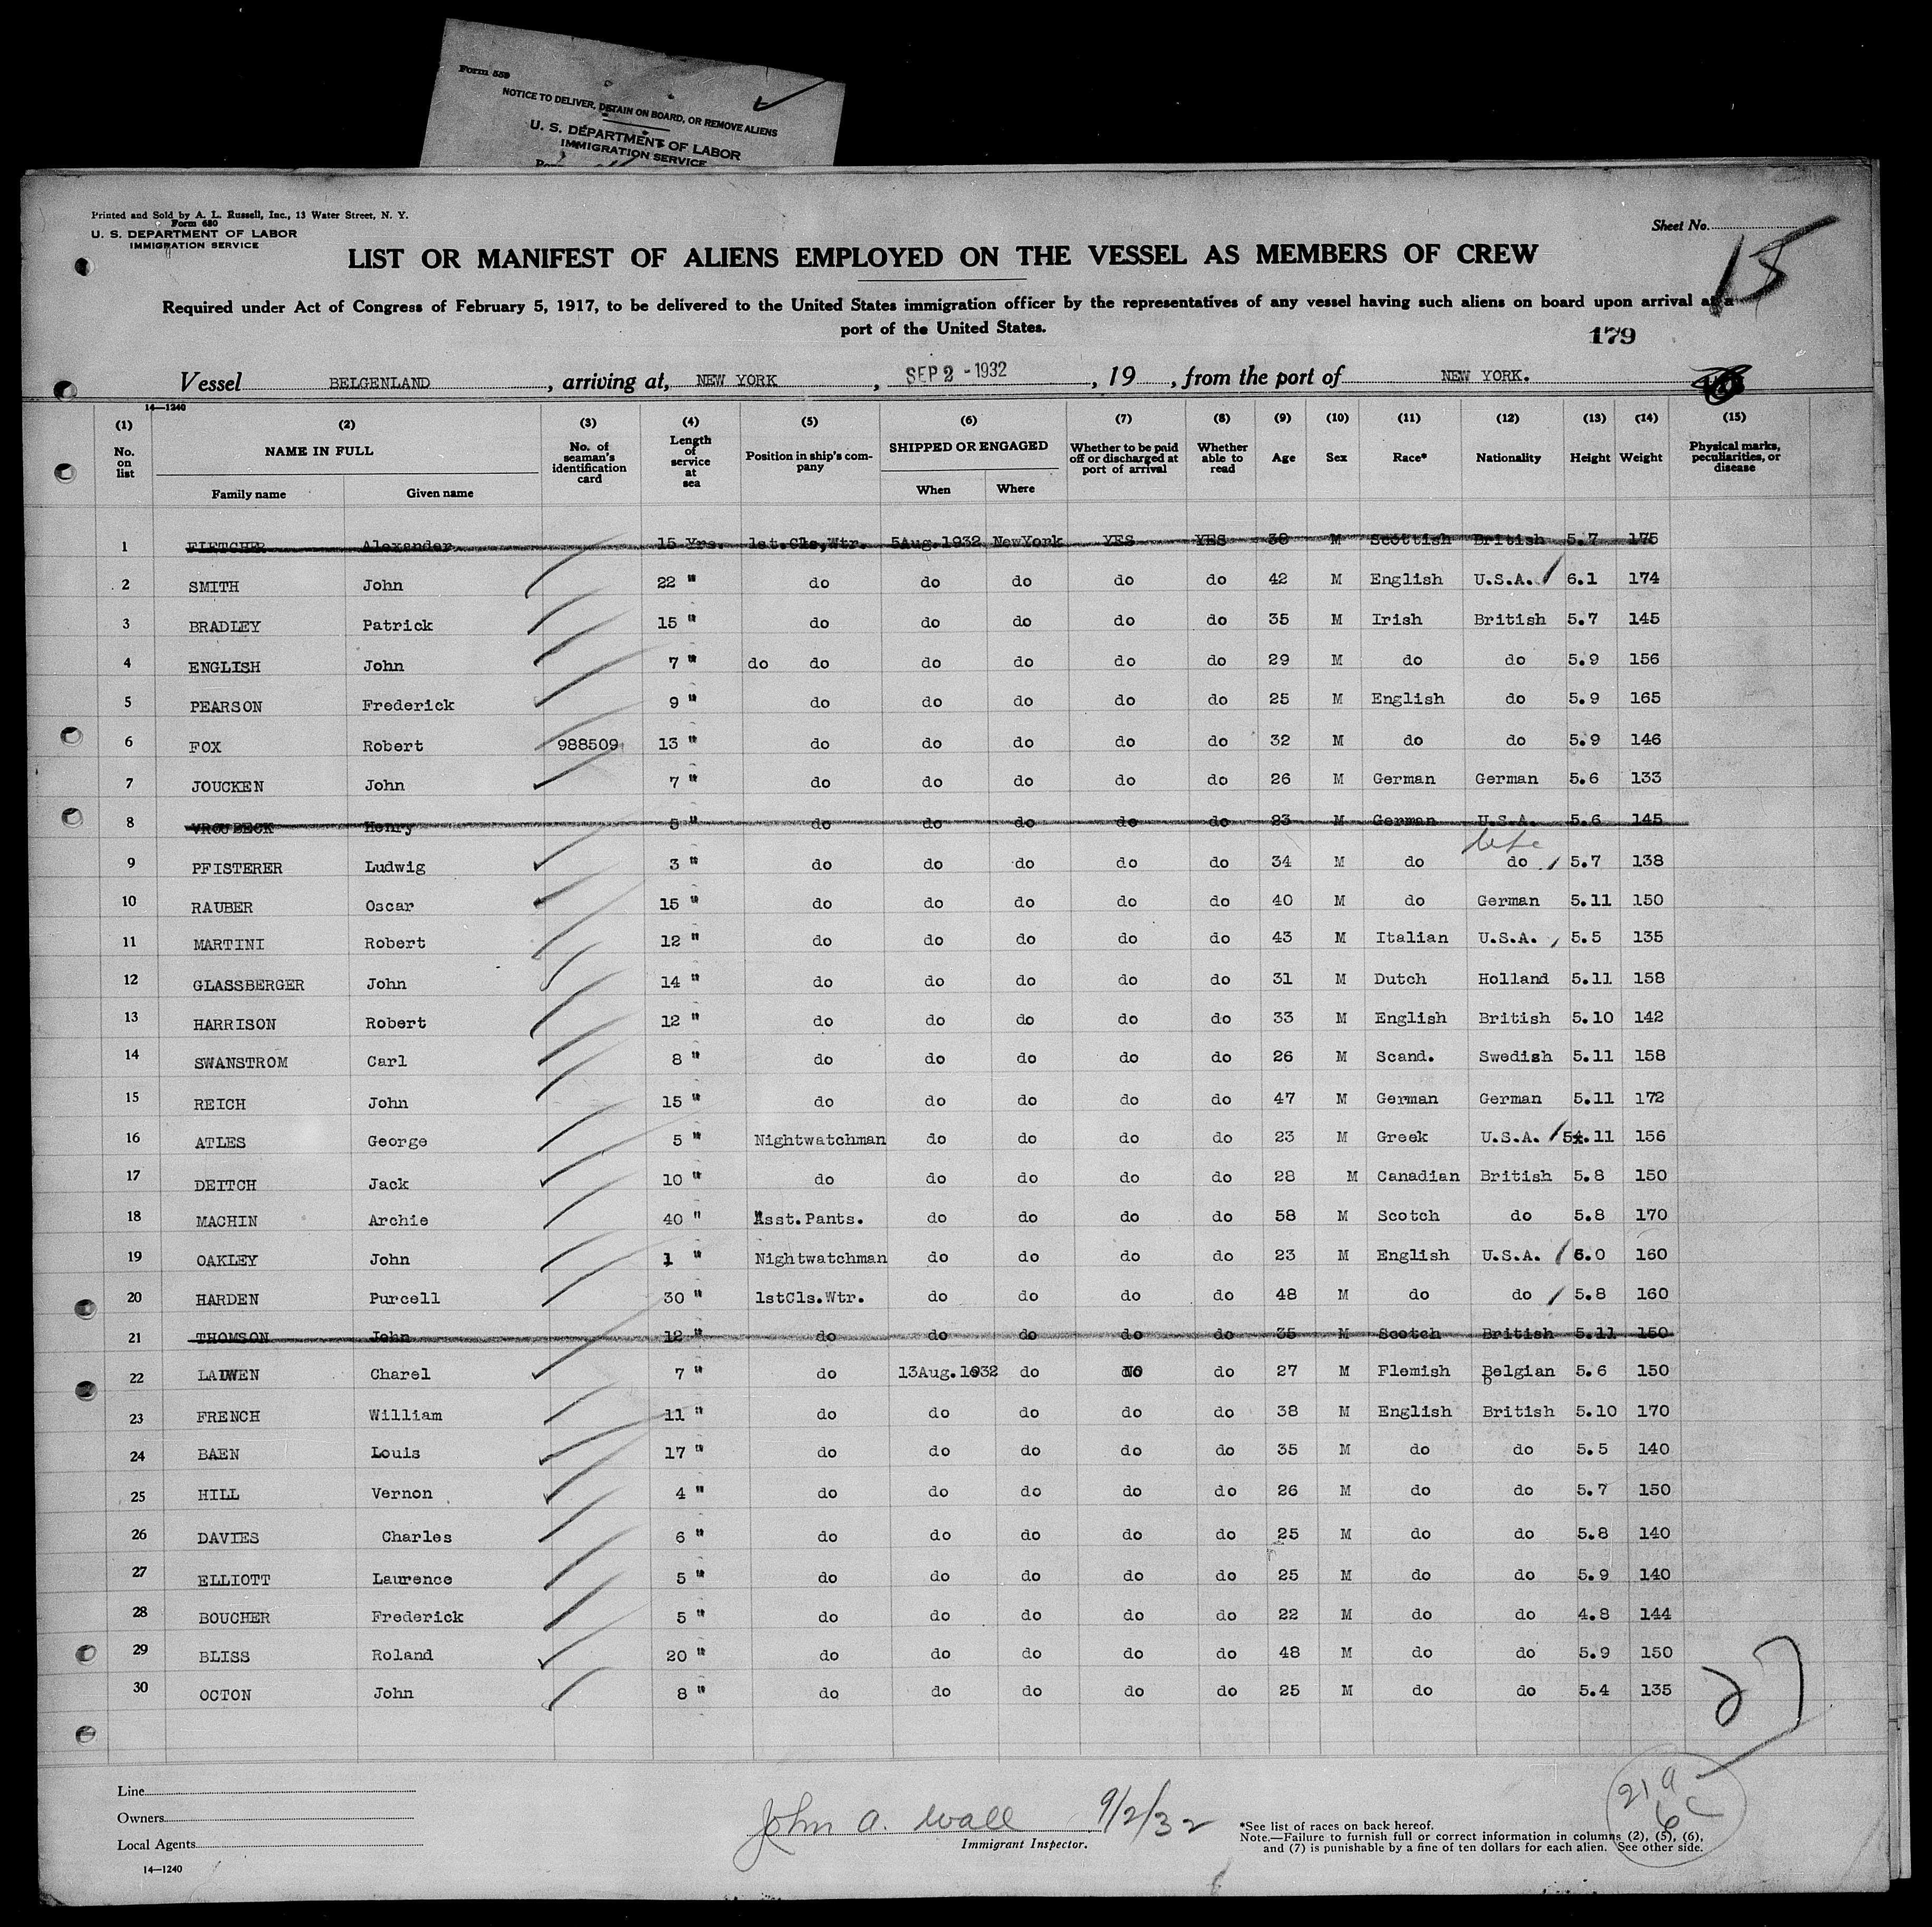 Form 559
NOTICE TO DELIVER, DETAIN ON BOARD, OR REMOVE ALIENS
U. S. DEPARTMENT OF LABOR
IMMIGRATION SERVICE
Printed and Sold by A. L. Russell, Inc., 13 Water Street, N. Y.
Form 680
U. S. DEPARTMENT OF LABOR
IMMIGRATION SERVICE
Sheet No.
15
LIST OR MANIFEST OF ALIENS EMPLOYED ON THE VESSEL AS MEMBERS OF CREW
Required under Act of Congress of February 5, 1917, to be delivered to the United States immigration officer by the representatives of any vessel having such aliens on board upon arrival at a
port of the United States.
179
Vessel BELGENLAND, arriving at, NEW YORK, SEP 2 - 1932, 19 , from the port of NEW YORK.
14—1240
(1) (2) (3) (4) (5) (6) (7) (8) (9) (10) (11) (12) (13) (14) (15)
No. on list NAME IN FULL Family name Given name No. of seaman's identification card Length of service at sea Position in ship's company SHIPPED OR ENGAGED When Where Whether to be paid off or discharged at port of arrival Whether able to read Age Sex Race* Nationality Height Weight Physical marks, peculiarities, or disease
1 FLETCHER Alexander 15 Yrs. 1st.Cls,Wtr. 5Aug.1932 NewYork YES YES 38 M Scottish British 5.7 175
2 SMITH John 22 " do do do do do 42 M English U.S.A. 6.1 174
3 BRADLEY Patrick 15 " do do do do do 35 M Irish British 5.7 145
4 ENGLISH John 7 " do do do do do do 29 M do do 5.9 156
5 PEARSON Frederick 9 " do do do do do 25 M English do 5.9 165
6 FOX Robert 988509 13 " do do do do do 32 M do do 5.9 146
7 JOUCKEN John 7 " do do do do do 26 M German German 5.6 133
8 VROUBECK Henry 5 " do do do do do 23 M German U.S.A. 5.6 145
9 PFISTERER Ludwig 3 " do do do do do 34 M do do 5.7 138
10 RAUBER Oscar 15 " do do do do do 40 M do German 5.11 150
11 MARTINI Robert 12 " do do do do do 43 M Italian U.S.A. 5.5 135
12 GLASSBERGER John 14 " do do do do do 31 M Dutch Holland 5.11 158
13 HARRISON Robert 12 " do do do do do 33 M English British 5.10 142
14 SWANSTROM Carl 8 " do do do do do 26 M Scand. Swedish 5.11 158
15 REICH John 15 " do do do do do 47 M German German 5.11 172
16 ATLES George 5 " Nightwatchman do do do do 23 M Greek U.S.A. 5.11 156
17 DEITCH Jack 10 " do do do do do 28 M Canadian British 5.8 150
18 MACHIN Archie 40 " Asst.Pants. do do do do 58 M Scotch do 5.8 170
19 OAKLEY John 1 " Nightwatchman do do do do 23 M English U.S.A. 6.0 160
20 HARDEN Purcell 30 " 1stCls.Wtr. do do do do 48 M do do 5.8 160
21 THOMSON John 12 " do do do do do 35 M Scotch British 5.11 150
22 LAUWEN Charel 7 " do 13Aug.1932 do NO do 27 M Flemish Belgian 5.6 150
23 FRENCH William 11 " do do do do do 38 M English British 5.10 170
24 BAEN Louis 17 " do do do do do 35 M do do 5.5 140
25 HILL Vernon 4 " do do do do do 26 M do do 5.7 150
26 DAVIES Charles 6 " do do do do do 25 M do do 5.8 140
27 ELLIOTT Laurence 5 " do do do do do 25 M do do 5.9 140
28 BOUCHER Frederick 5 " do do do do do 22 M do do 4.8 144
29 BLISS Roland 20 " do do do do do 48 M do do 5.9 150
30 OCTON John 8 " do do do do do 25 M do do 5.4 135
27
21 a
6 C
Line
Owners
Local Agents
14—1240
John A. Wall 9/2/32
Immigrant Inspector.
*See list of races on back hereof.
Note.—Failure to furnish full or correct information in columns (2), (5), (6),
and (7) is punishable by a fine of ten dollars for each alien. See other side.